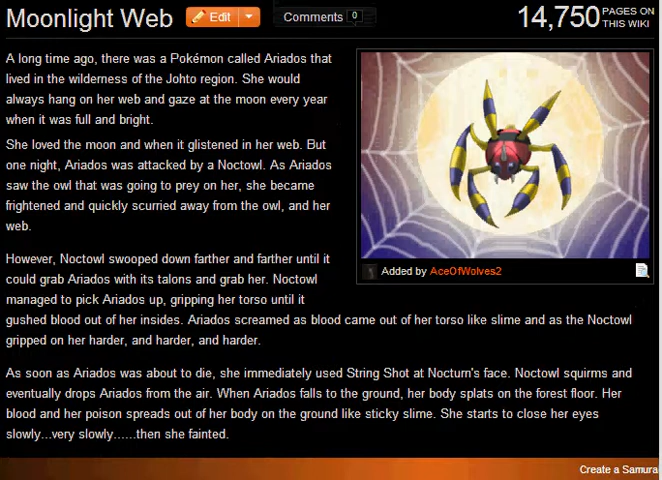 Moonlight Web
Edit
Comments 0
14,750 PAGES ON THIS WIKI
A long time ago, there was a Pokémon called Ariados that
lived in the wilderness of the Johto region. She would
always hang on her web and gaze at the moon every year
when it was full and bright.
She loved the moon and when it glistened in her web. But
one night, Ariados was attacked by a Noctowl. As Ariados
saw the owl that was going to prey on her, she became
frightened and quickly scurried away from the owl, and her
web.
Added by AceOfWolves2
However, Noctowl swooped down farther and farther until it
could grab Ariados with its talons and grab her. Noctowl
managed to pick Ariados up, gripping her torso until it
gushed blood out of her insides. Ariados screamed as blood came out of her torso like slime and as the Noctowl
gripped on her harder, and harder, and harder.
As soon as Ariados was about to die, she immediately used String Shot at Nocturn's face. Noctowl squirms and
eventually drops Ariados from the air. When Ariados falls to the ground, her body splats on the forest floor. Her
blood and her poison spreads out of her body on the ground like sticky slime. She starts to close her eyes
slowly...very slowly......then she fainted.
Create a Samura